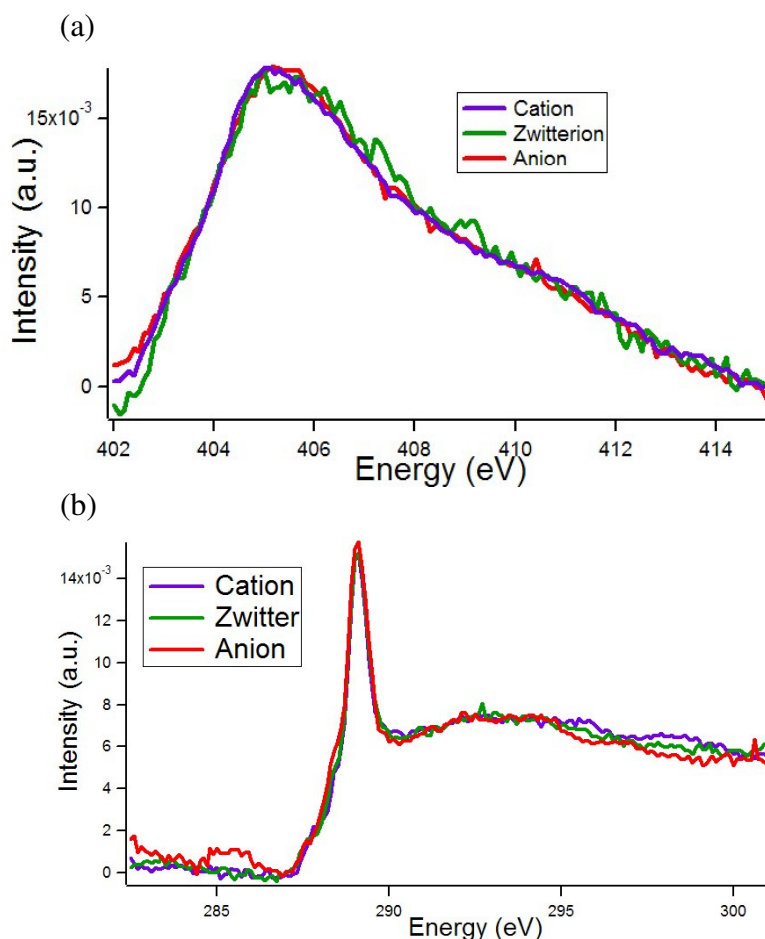 (a)
Intensity (a.u.)
15x10⁻³
10
5
0
Cation
Zwitterion
Anion
402 404 406 408 410 412 414
Energy (eV)
(b)
Intensity (a.u.)
14x10⁻³
12
10
8
6
4
2
0
Cation
Zwitter
Anion
285 290 295 300
Energy (eV)